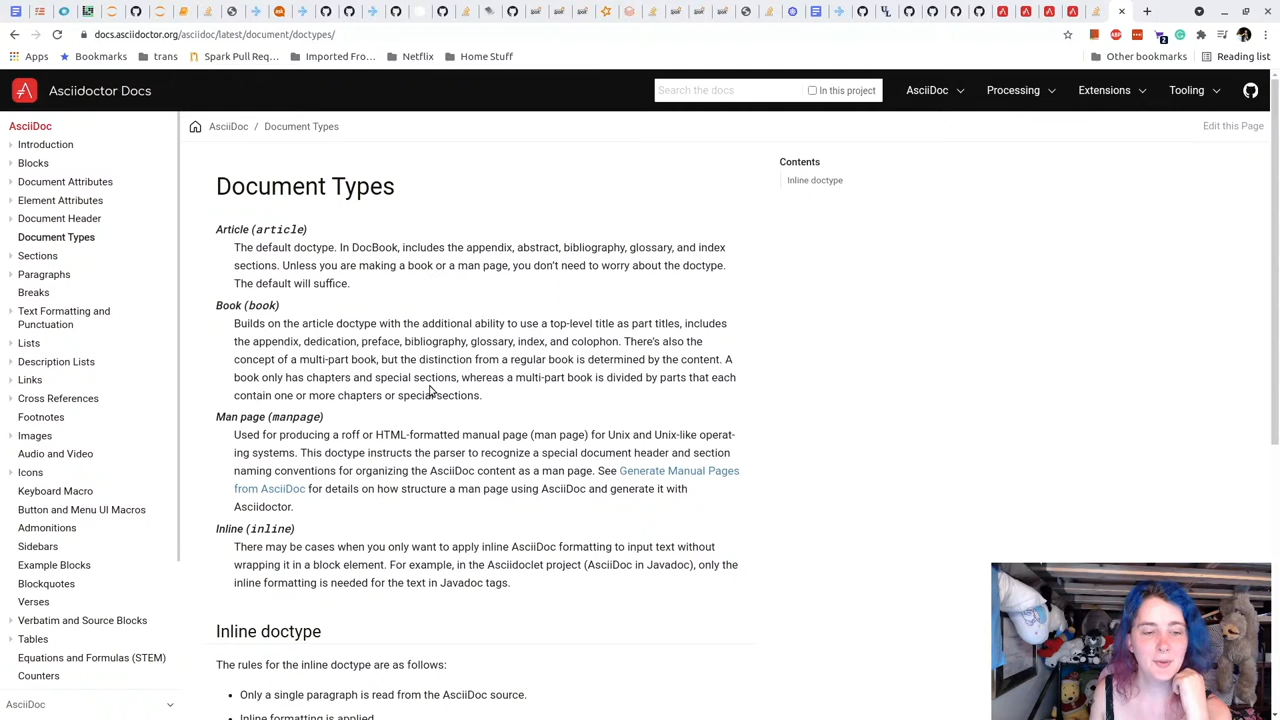 docs.asciidoctor.org/asciidoc/latest/document/doctypes/
2
Apps
Bookmarks
trans
Spark Pull Req...
Imported Fro...
Netflix
Home Stuff
Other bookmarks
Reading list
Asciidoctor Docs
Search the docs
In this project
AsciiDoc
Processing
Extensions
Tooling
AsciiDoc
Introduction
Blocks
Document Attributes
Element Attributes
Document Header
Document Types
Sections
Paragraphs
Breaks
Text Formatting and
Punctuation
Lists
Description Lists
Links
Cross References
Footnotes
Images
Audio and Video
Icons
Keyboard Macro
Button and Menu UI Macros
Admonitions
Sidebars
Example Blocks
Blockquotes
Verses
Verbatim and Source Blocks
Tables
Equations and Formulas (STEM)
Counters
AsciiDoc
AsciiDoc / Document Types
Edit this Page
Document Types
Article (article)
The default doctype. In DocBook, includes the appendix, abstract, bibliography, glossary, and index
sections. Unless you are making a book or a man page, you don’t need to worry about the doctype.
The default will suffice.
Book (book)
Builds on the article doctype with the additional ability to use a top-level title as part titles, includes
the appendix, dedication, preface, bibliography, glossary, index, and colophon. There’s also the
concept of a multi-part book, but the distinction from a regular book is determined by the content. A
book only has chapters and special sections, whereas a multi-part book is divided by parts that each
contain one or more chapters or special sections.
Man page (manpage)
Used for producing a roff or HTML-formatted manual page (man page) for Unix and Unix-like operat-
ing systems. This doctype instructs the parser to recognize a special document header and section
naming conventions for organizing the AsciiDoc content as a man page. See Generate Manual Pages
from AsciiDoc for details on how structure a man page using AsciiDoc and generate it with
Asciidoctor.
Inline (inline)
There may be cases when you only want to apply inline AsciiDoc formatting to input text without
wrapping it in a block element. For example, in the Asciidoclet project (AsciiDoc in Javadoc), only the
inline formatting is needed for the text in Javadoc tags.
Inline doctype
The rules for the inline doctype are as follows:
Only a single paragraph is read from the AsciiDoc source.
Inline formatting is applied.
Contents
Inline doctype